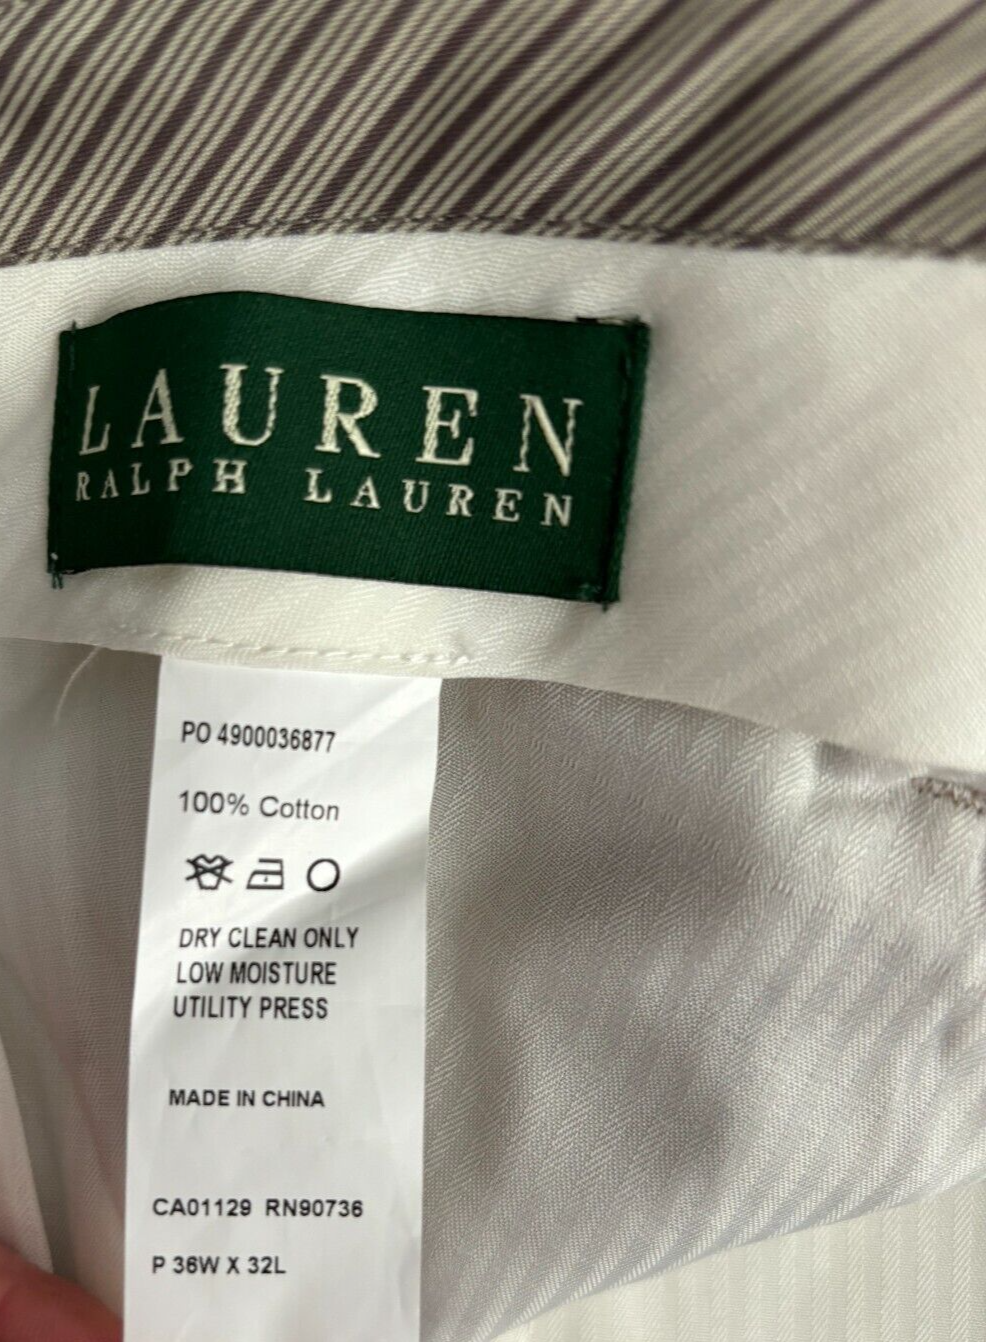 LAUREN
RALPH LAUREN
PO 4900036877
100% Cotton
DRY CLEAN ONLY
LOW MOISTURE
UTILITY PRESS
MADE IN CHINA
CA01129 RN90736
P 36W X 32L